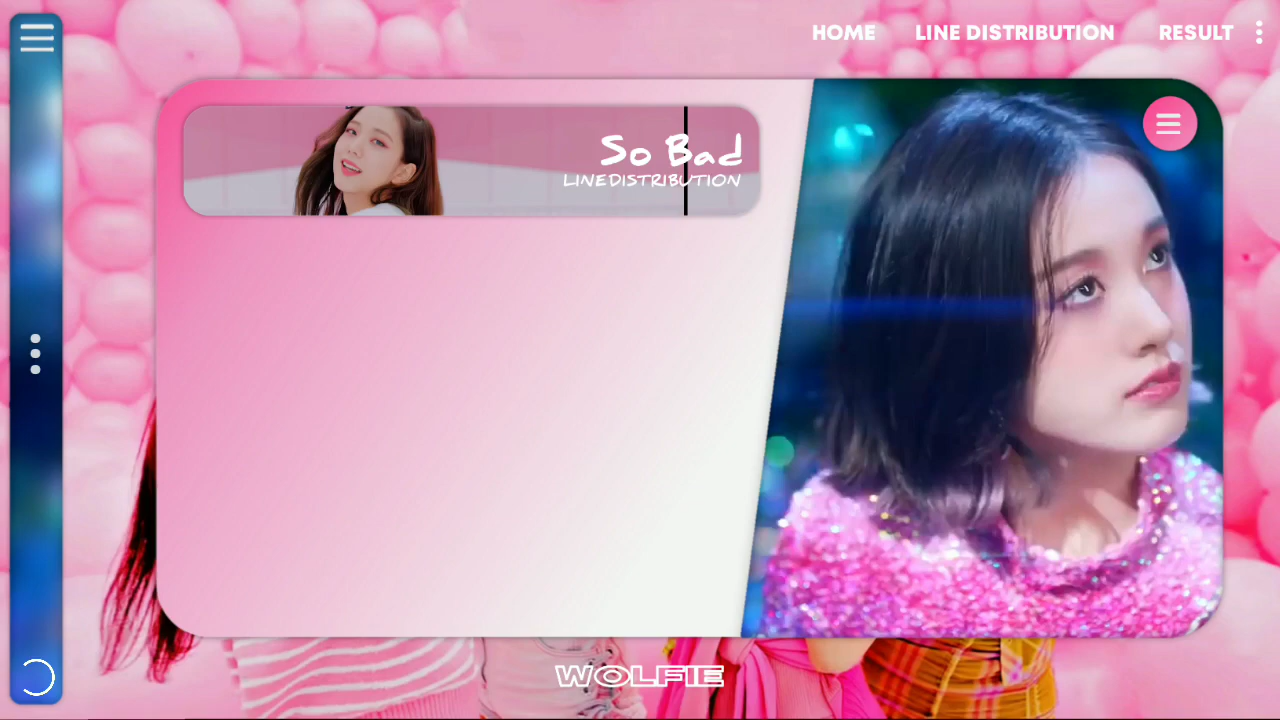 HOME LINE DISTRIBUTION RESULT
So Bad
LINEDISTRIBUTION
WOLFIE